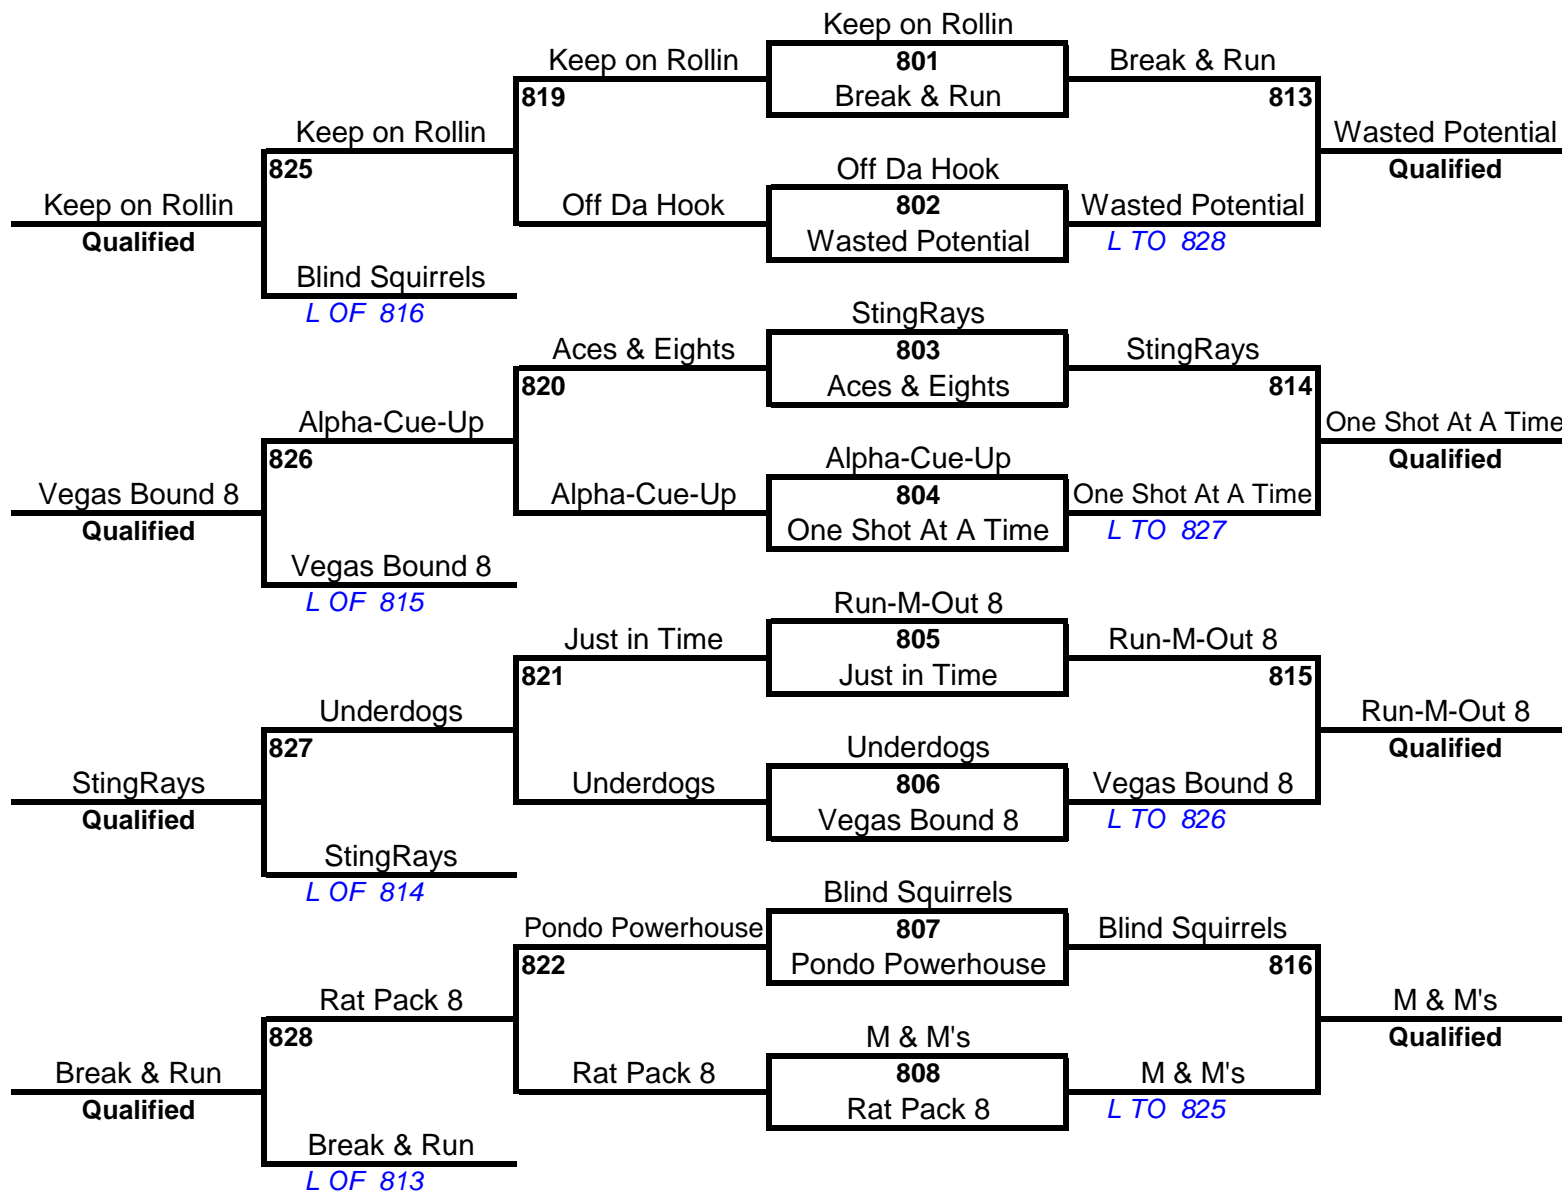 Keep on Rollin
Keep on Rollin
801
Break & Run
Break & Run
819
813
Keep on Rollin
Wasted Potential
825
Qualified
Off Da Hook
Keep on Rollin
Off Da Hook
802
Wasted Potential
Qualified
Wasted Potential
L TO 828
Blind Squirrels
L OF 816
StingRays
Aces & Eights
803
StingRays
820
Aces & Eights
814
Alpha-Cue-Up
One Shot At A Time
826
Alpha-Cue-Up
Qualified
Vegas Bound 8
Alpha-Cue-Up
804
One Shot At A Time
Qualified
One Shot At A Time
L TO 827
Vegas Bound 8
L OF 815
Run-M-Out 8
Just in Time
805
Run-M-Out 8
821
Just in Time
815
Underdogs
Run-M-Out 8
827
Underdogs
Qualified
StingRays
Underdogs
806
Vegas Bound 8
Qualified
Vegas Bound 8
L TO 826
StingRays
L OF 814
Blind Squirrels
Pondo Powerhouse
807
Blind Squirrels
822
Pondo Powerhouse
816
Rat Pack 8
M & M's
828
M & M's
Qualified
Break & Run
Rat Pack 8
808
M & M's
Qualified
Rat Pack 8
L TO 825
Break & Run
L OF 813